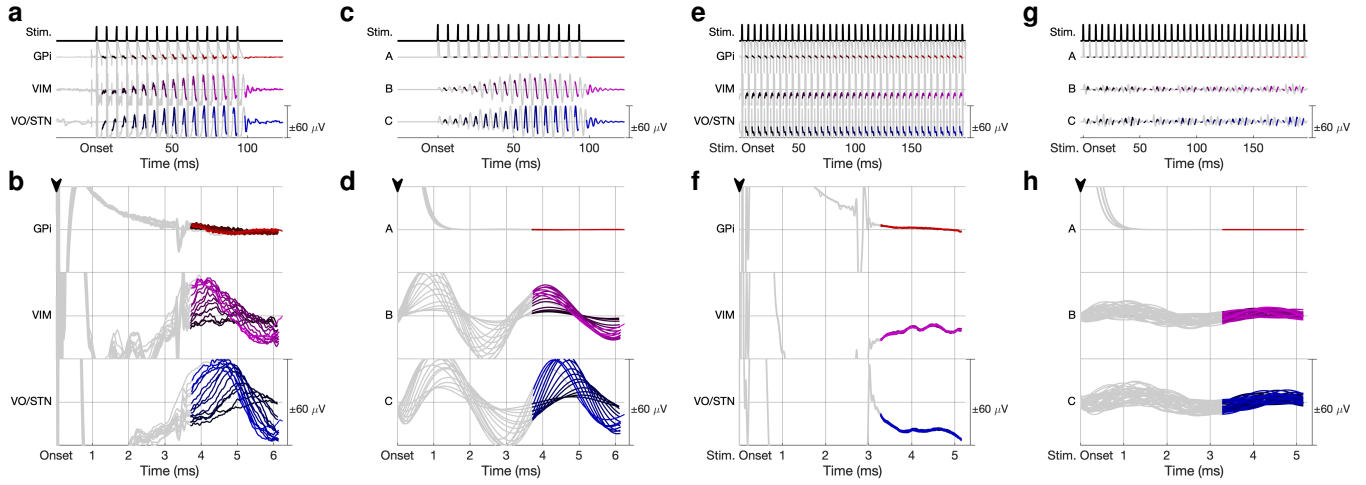 a
Stim.
GPi
VIM
VO/STN
±60 μV
Onset 50 100
Time (ms)
c
Stim.
A
B
C
±60 μV
Onset 50 100
Time (ms)
e
Stim.
GPi
VIM
VO/STN
Stim. Onset 50 100 150
Time (ms)
g
Stim.
A
B
C
±60 μV
Stim. Onset 50 100 150
Time (ms)
b
GPi
VIM
VO/STN
±60 μV
Onset 1 2 3 4 5 6
Time (ms)
d
A
B
C
±60 μV
Onset 1 2 3 4 5 6
Time (ms)
f
GPi
VIM
VO/STN
±60 μV
Stim. Onset 1 2 3 4 5
Time (ms)
h
A
B
C
±60 μV
Stim. Onset 1 2 3 4 5
Time (ms)